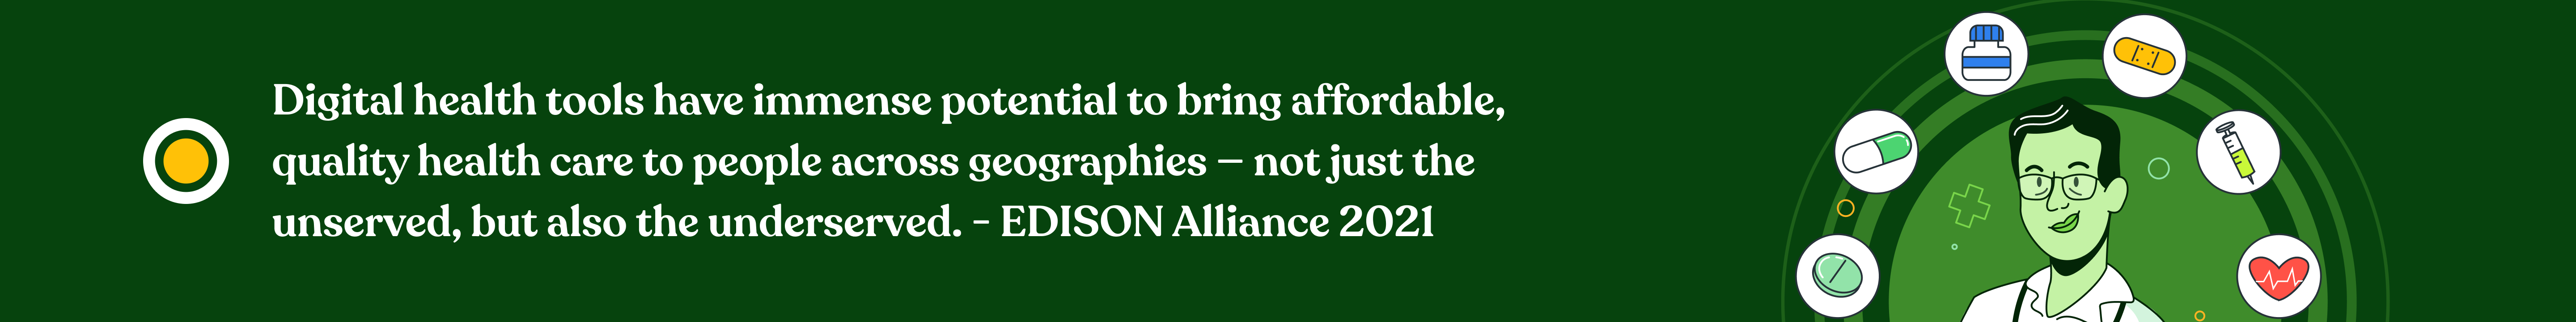 Digital health tools have immense potential to bring affordable,
quality health care to people across geographies – not just the
unserved, but also the underserved. - EDISON Alliance 2021